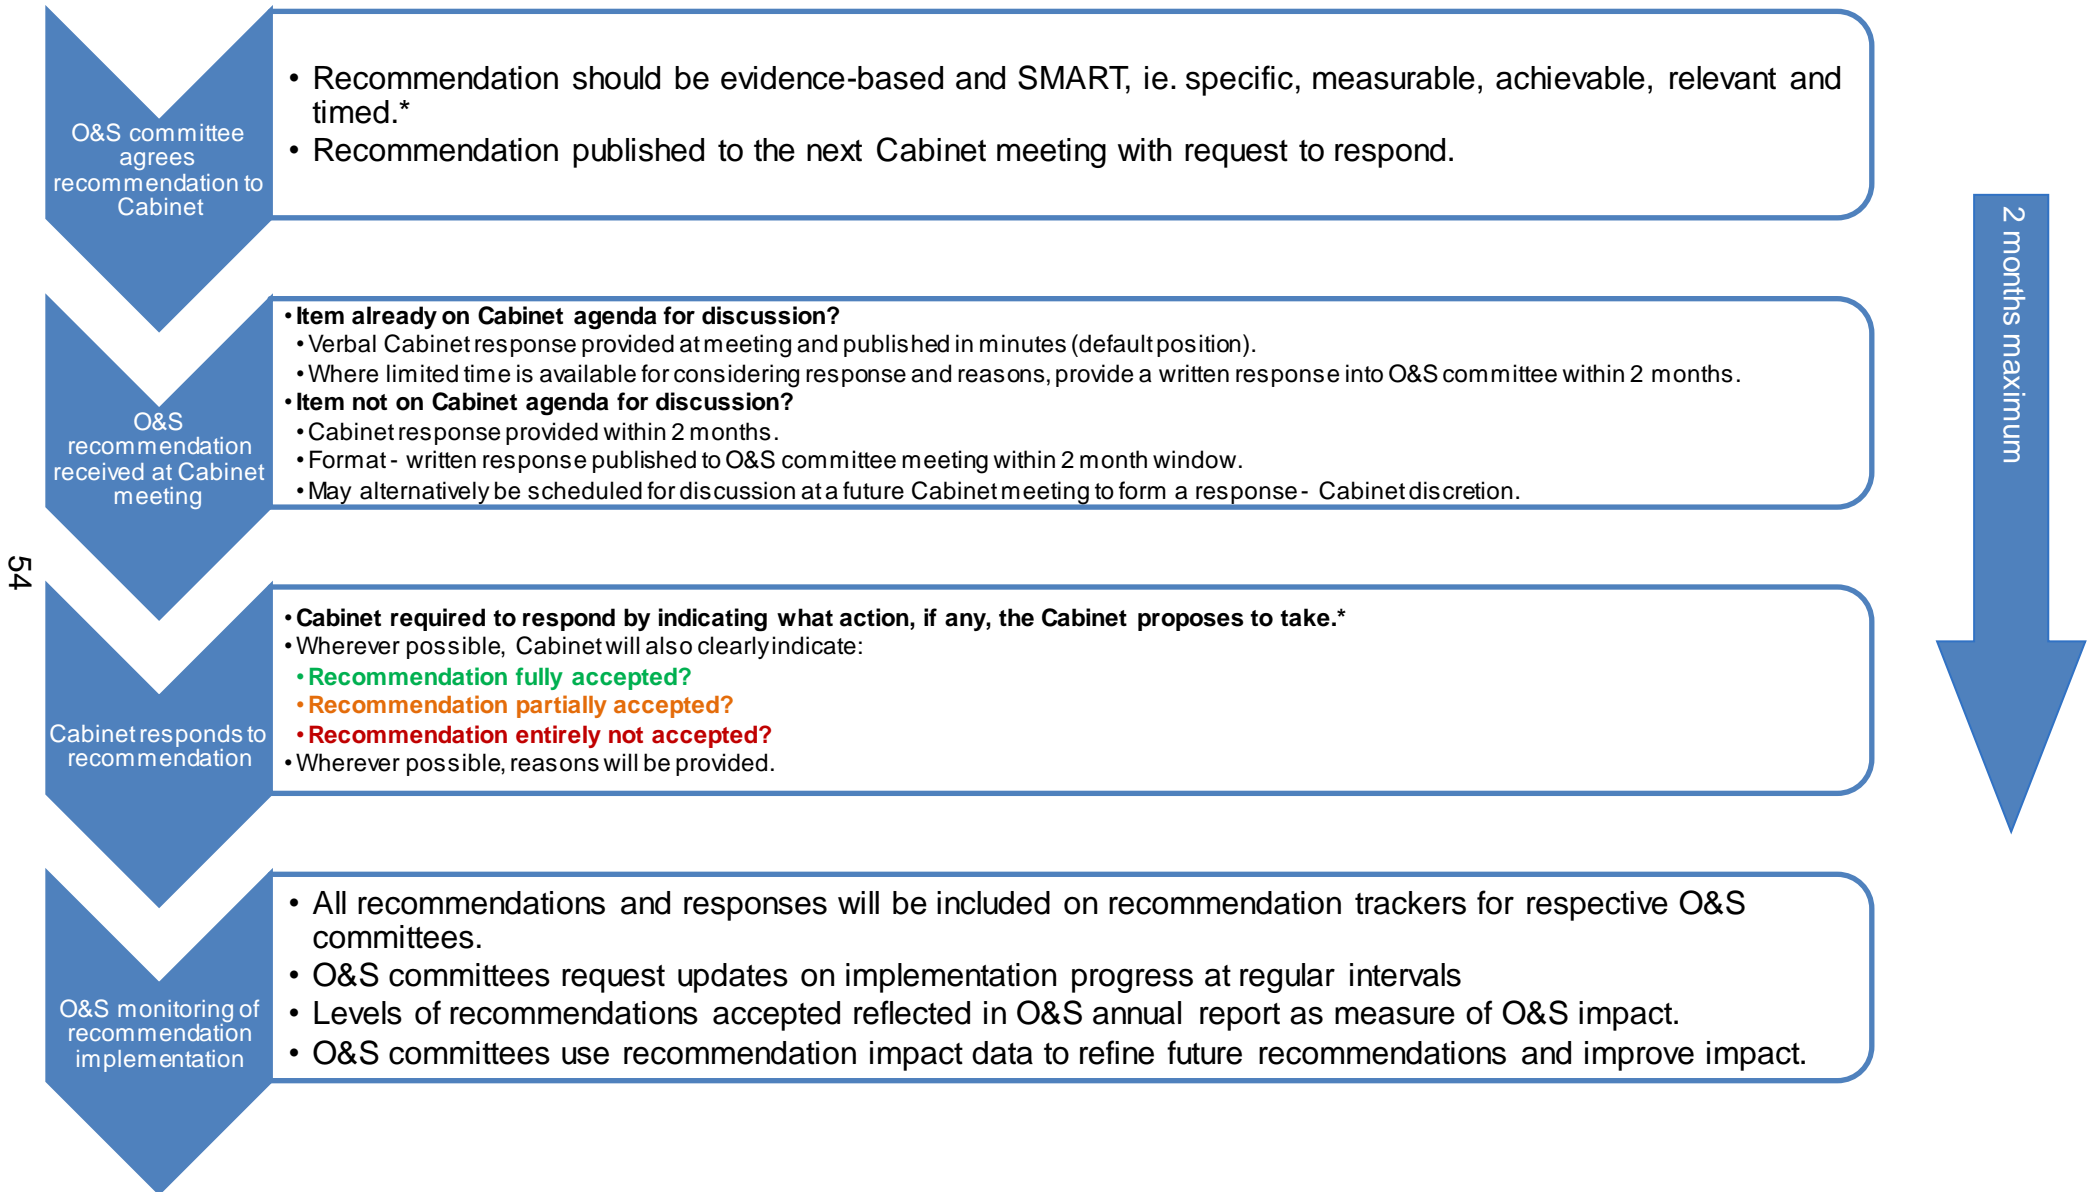 O&S committee
agrees
recommendation to
Cabinet
• Recommendation should be evidence-based and SMART, ie. specific, measurable, achievable, relevant and
timed.*
• Recommendation published to the next Cabinet meeting with request to respond.
O&S
recommendation
received at Cabinet
meeting
• Item already on Cabinet agenda for discussion?
• Verbal Cabinet response provided at meeting and published in minutes (default position).
• Where limited time is available for considering response and reasons, provide a written response into O&S committee within 2 months.
• Item not on Cabinet agenda for discussion?
• Cabinet response provided within 2 months.
• Format - written response published to O&S committee meeting within 2 month window.
• May alternatively be scheduled for discussion at a future Cabinet meeting to form a response - Cabinet discretion.
Cabinet responds to
recommendation
• Cabinet required to respond by indicating what action, if any, the Cabinet proposes to take.*
• Wherever possible, Cabinet will also clearly indicate:
• Recommendation fully accepted?
• Recommendation partially accepted?
• Recommendation entirely not accepted?
• Wherever possible, reasons will be provided.
O&S monitoring of
recommendation
implementation
• All recommendations and responses will be included on recommendation trackers for respective O&S
committees.
• O&S committees request updates on implementation progress at regular intervals
• Levels of recommendations accepted reflected in O&S annual report as measure of O&S impact.
• O&S committees use recommendation impact data to refine future recommendations and improve impact.
2 months maximum
54